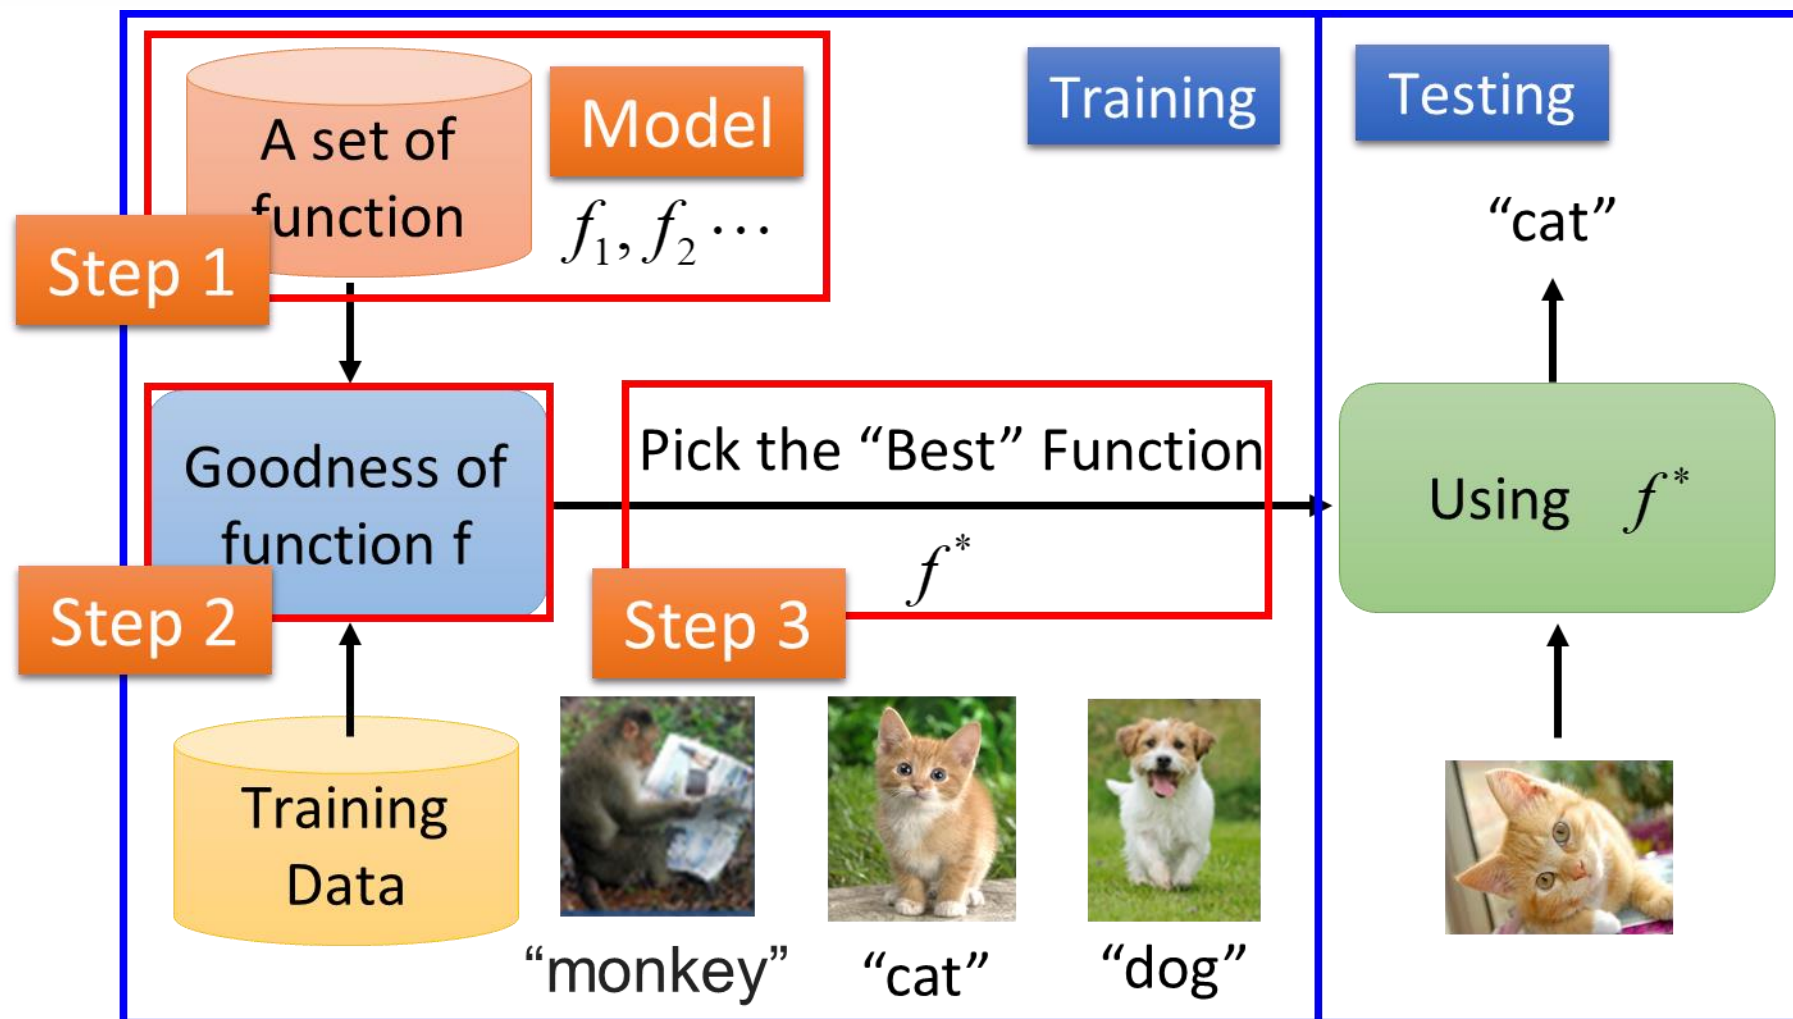 A set of
function
Model
f₁, f₂ ⋯
Step 1
Training
Testing
“cat”
Goodness of
function f
Step 2
Pick the “Best” Function
f*
Step 3
Using f*
Training
Data
“monkey”
“cat”
“dog”